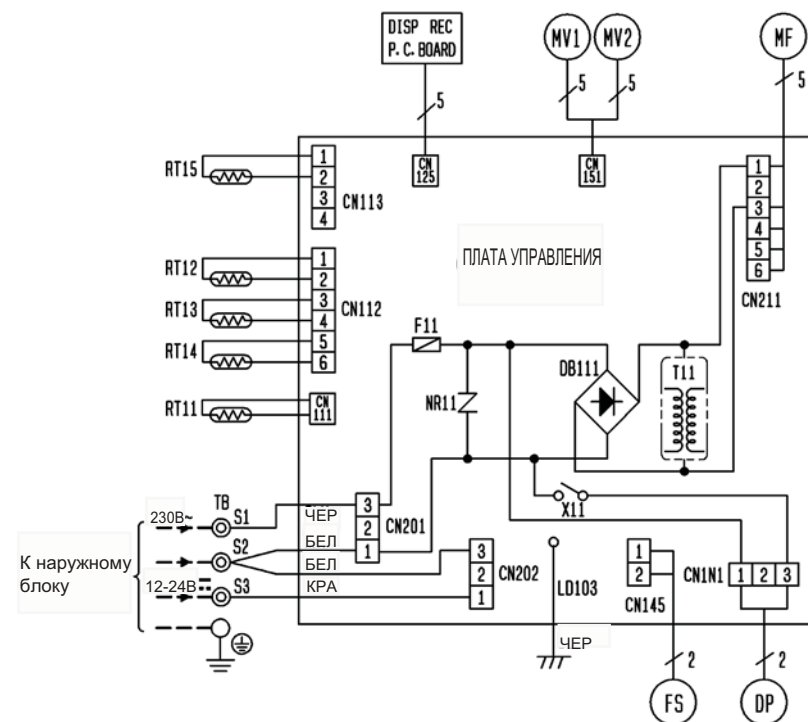 DISP REC
P.C.BOARD
MV1
MV2
MF
5
5
5
5
RT15
1
2
3
4
CN113
CN
125
CN
151
1
2
3
4
5
6
CN211
ПЛАТА УПРАВЛЕНИЯ
RT12
RT13
RT14
1
2
3
4
5
6
CN112
RT11
CN
111
F11
NR11
DB111
T11
X11
К наружному
блоку
230В~
12-24В
TB
S1
S2
S3
ЧЕР
БЕЛ
БЕЛ
КРА
3
2
1
CN201
3
2
1
CN202
LD103
ЧЕР
1
2
CN145
CN1N1
1
2
3
2
2
FS
DP